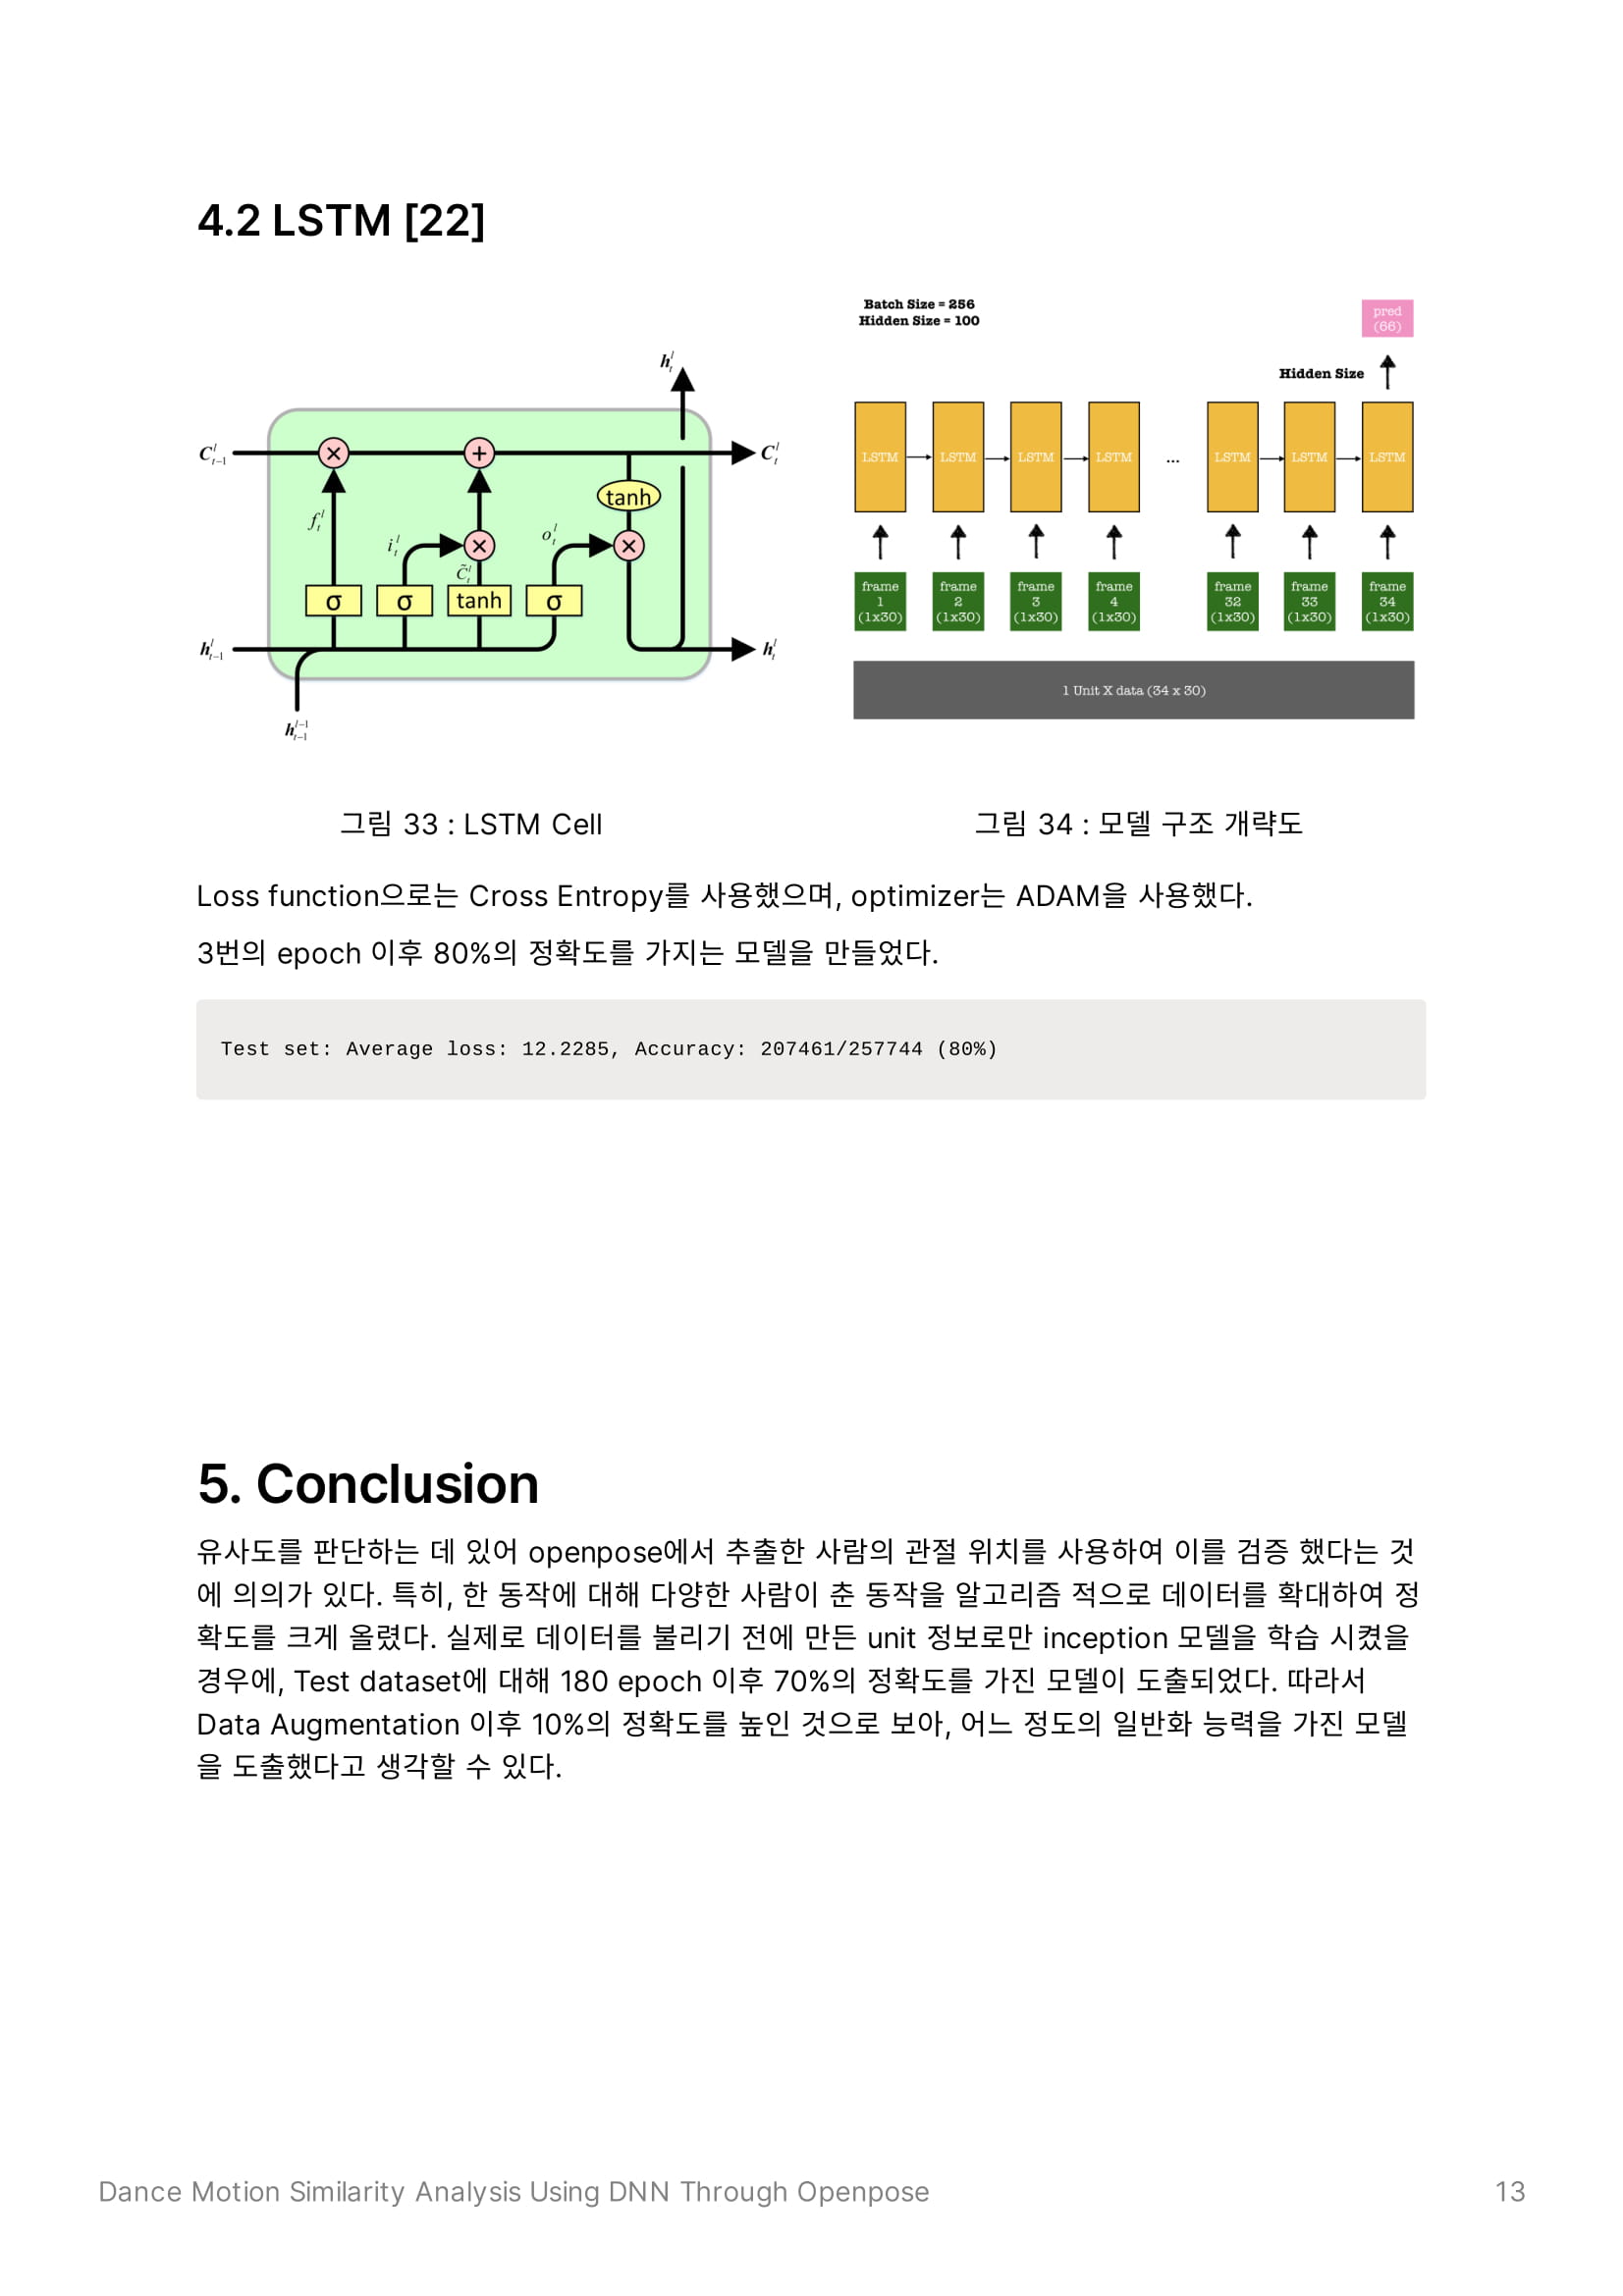 4.2 LSTM [22]
h_t^l
C_{t-1}^l
×
+
C_t^l
tanh
f_t^l
i_t^l
×
o_t^l
×
C̃_t^l
σ
σ
tanh
σ
h_{t-1}^l
h_t^l
h_{t-1}^{l-1}
Batch Size = 256
Hidden Size = 100
pred
(66)
Hidden Size
LSTM LSTM LSTM LSTM ... LSTM LSTM LSTM
frame
1
(1x30)
frame
2
(1x30)
frame
3
(1x30)
frame
4
(1x30)
frame
32
(1x30)
frame
33
(1x30)
frame
34
(1x30)
1 Unit X data (34 x 30)
그림 33 : LSTM Cell
그림 34 : 모델 구조 개략도
Loss function으로는 Cross Entropy를 사용했으며, optimizer는 ADAM을 사용했다.
3번의 epoch 이후 80%의 정확도를 가지는 모델을 만들었다.
Test set: Average loss: 12.2285, Accuracy: 207461/257744 (80%)
5. Conclusion
유사도를 판단하는 데 있어 openpose에서 추출한 사람의 관절 위치를 사용하여 이를 검증 했다는 것
에 의의가 있다. 특히, 한 동작에 대해 다양한 사람이 춘 동작을 알고리즘 적으로 데이터를 확대하여 정
확도를 크게 올렸다. 실제로 데이터를 불리기 전에 만든 unit 정보로만 inception 모델을 학습 시켰을
경우에, Test dataset에 대해 180 epoch 이후 70%의 정확도를 가진 모델이 도출되었다. 따라서
Data Augmentation 이후 10%의 정확도를 높인 것으로 보아, 어느 정도의 일반화 능력을 가진 모델
을 도출했다고 생각할 수 있다.
Dance Motion Similarity Analysis Using DNN Through Openpose
13